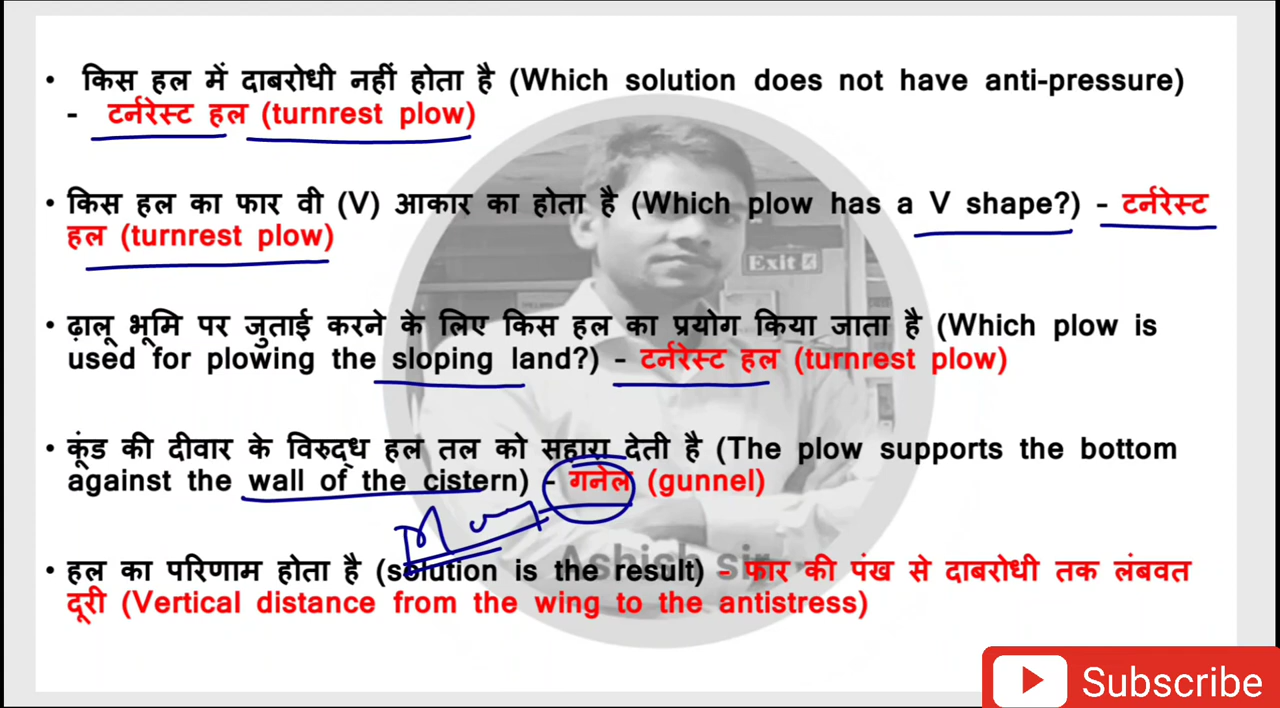 • किस हल में दाबरोधी नहीं होता है (Which solution does not have anti-pressure)
- टर्नरेस्ट हल (turnrest plow)
• किस हल का फार वी (V) आकार का होता है (Which plow has a V shape?) - टर्नरेस्ट
हल (turnrest plow)
• ढ़ालू भूमि पर जुताई करने के लिए किस हल का प्रयोग किया जाता है (Which plow is
used for plowing the sloping land?) - टर्नरेस्ट हल (turnrest plow)
• कूंड की दीवार के विरुद्ध हल तल को सहारा देती है (The plow supports the bottom
against the wall of the cistern) - गनेल (gunnel)
• हल का परिणाम होता है (solution is the result) - फार की पंख से दाबरोधी तक लंबवत
दूरी (Vertical distance from the wing to the antistress)
Exit
Ashish sir
Subscribe